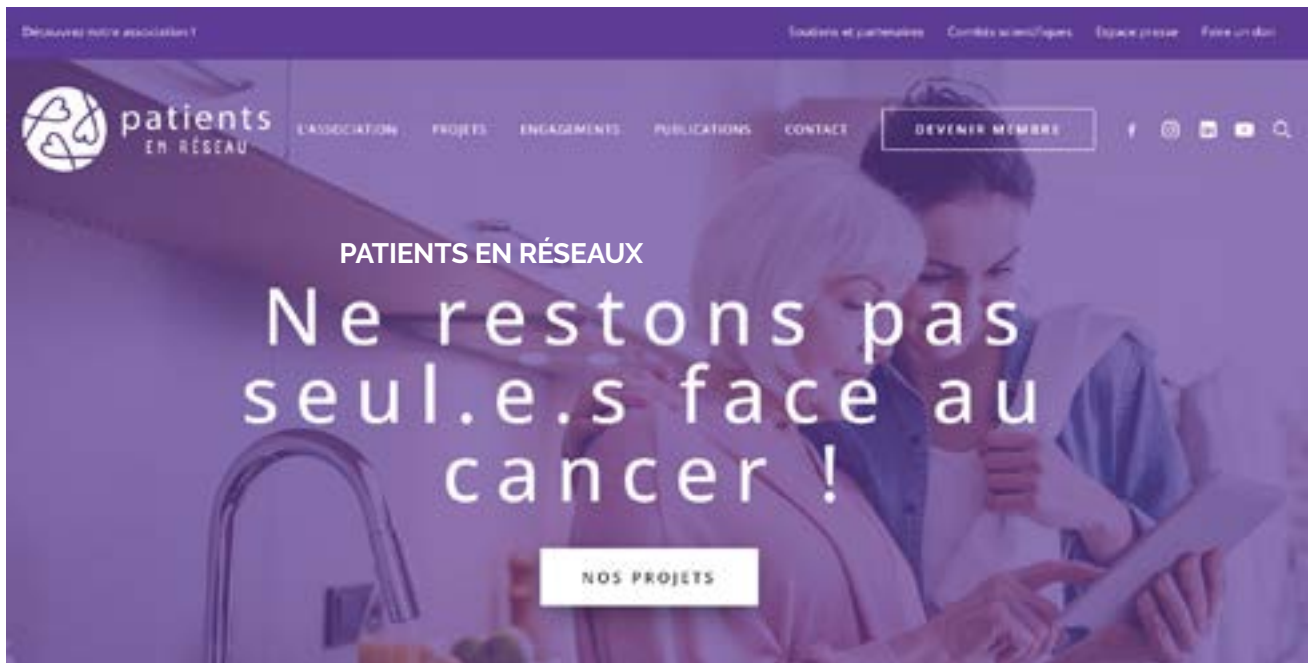 Découvrez notre association !
Soutiens et partenaires Comités scientifiques Espace presse Faire un don
patients
EN RÉSEAU
L'ASSOCIATION PROJETS ENGAGEMENTS PUBLICATIONS CONTACT DEVENIR MEMBRE
PATIENTS EN RÉSEAUX
Ne restons pas
seul.e.s face au
cancer !
NOS PROJETS